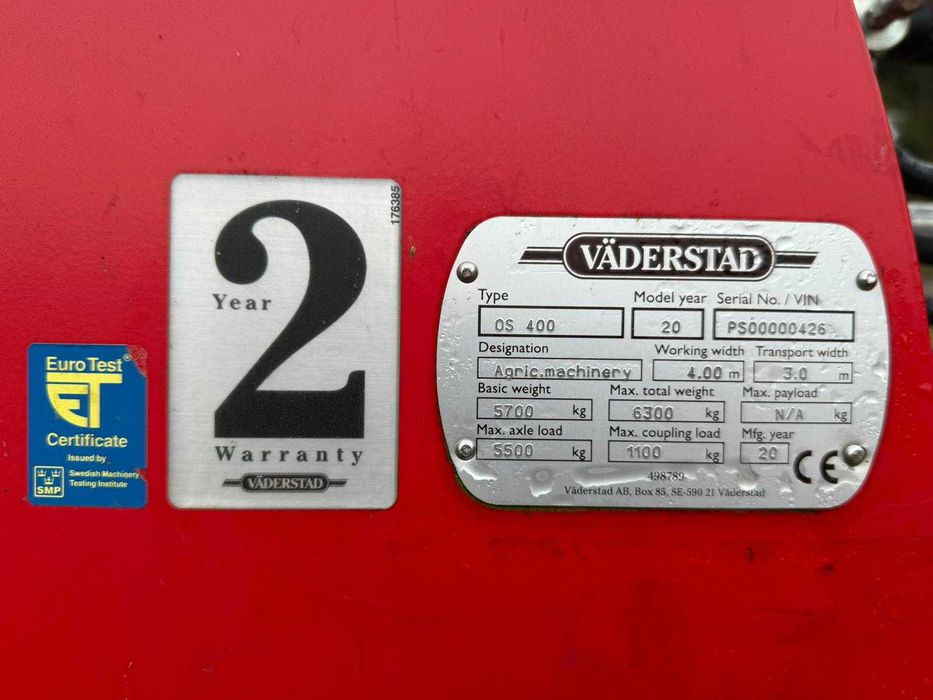 Euro Test®
ET
Certificate
Issued by
SMP
Swedish Machinery
Testing Institute
176385
2
Year
Warranty
VÄDERSTAD
VÄDERSTAD
Type Model year Serial No. / VIN
OS 400 20 PS00000426
Designation Working width Transport width
Agric.machinery 4.00 m 3.0 m
Basic weight Max. total weight Max. payload
5700 kg 6300 kg N/A kg
Max. axle load Max. coupling load Mfg. year
5500 kg 1100 kg 20
CE
498789
Väderstad AB, Box 85, SE-590 21 Väderstad